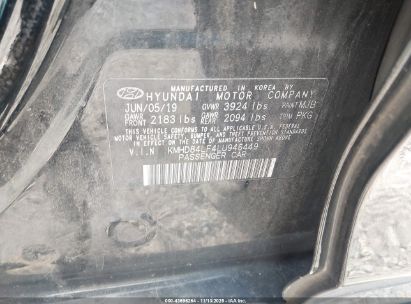 MANUFACTURED IN KOREA BY
HYUNDAI MOTOR COMPANY
JUN/05/19 GVWR 3924 lbs PAINT MJB
GAWR FRONT 2183 lbs GAWR REAR 2094 lbs TRIM PKG
THIS VEHICLE CONFORMS TO ALL APPLICABLE U.S. FEDERAL
MOTOR VEHICLE SAFETY, BUMPER, AND THEFT PREVENTION STANDARDS
IN EFFECT ON THE DATE OF MANUFACTURE SHOWN ABOVE
V.I.N KMHD84LF4LU946449
PASSENGER CAR